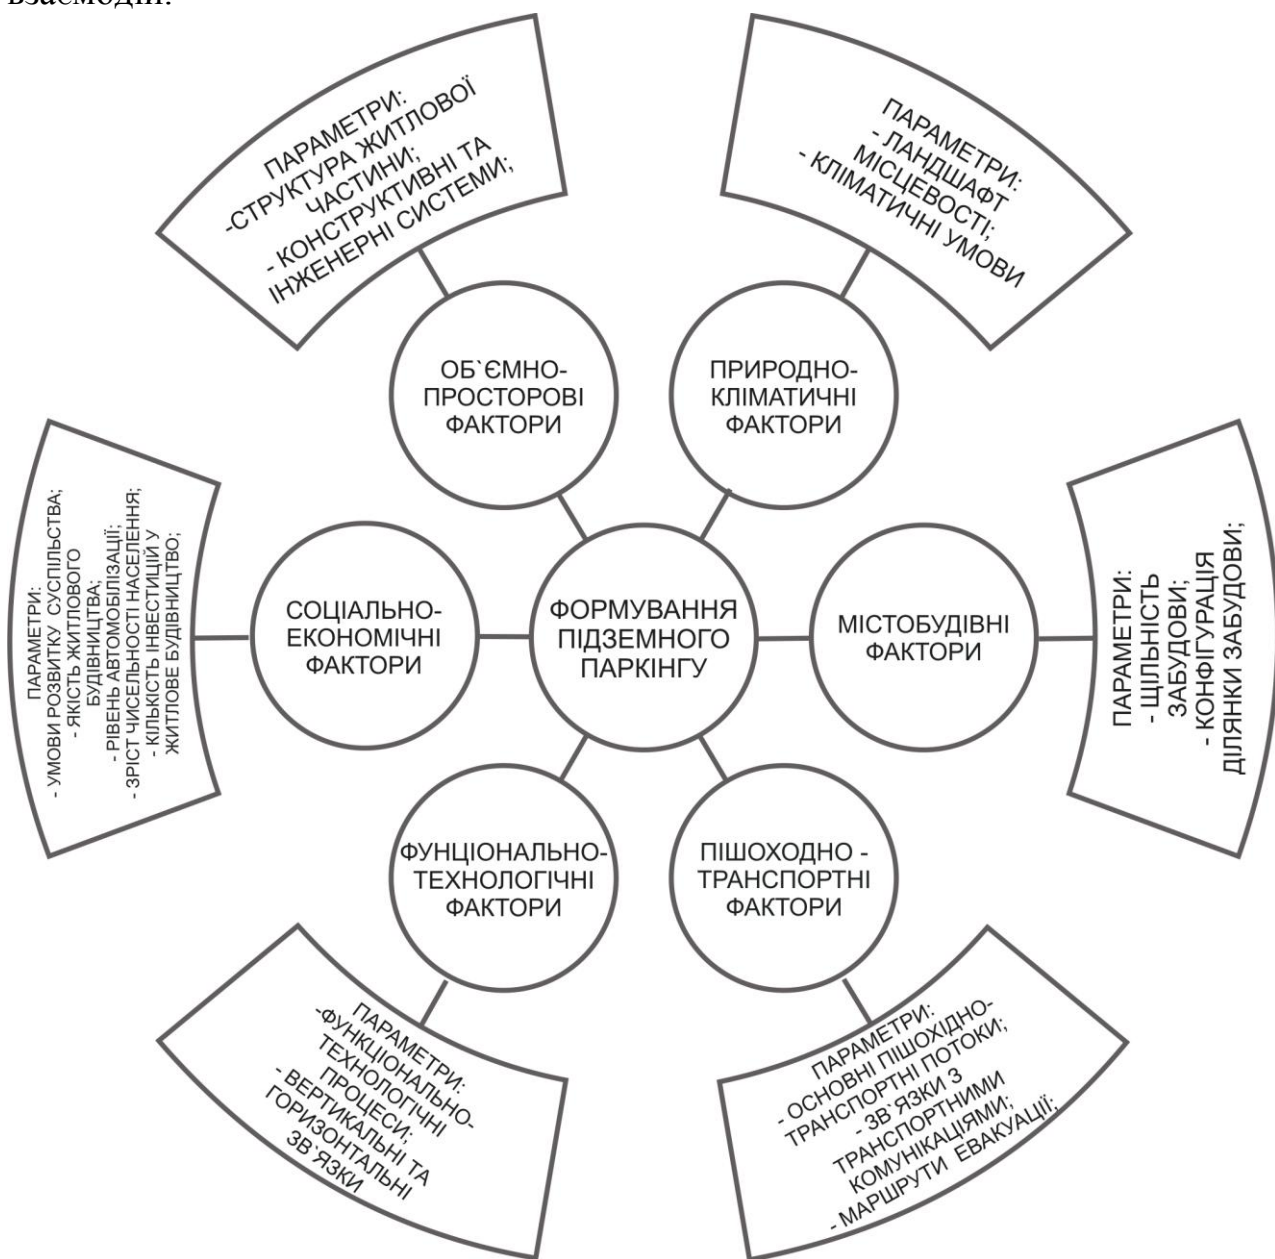 взаємодій.
ПАРАМЕТРИ:
-СТРУКТУРА ЖИТЛОВОЇ
ЧАСТИНИ;
- КОНСТРУКТИВНІ ТА
ІНЖЕНЕРНІ СИСТЕМИ;
ПАРАМЕТРИ:
- ЛАНДШАФТ
МІСЦЕВОСТІ;
- КЛІМАТИЧНІ УМОВИ
ОБ`ЄМНО-
ПРОСТОРОВІ
ФАКТОРИ
ПРИРОДНО-
КЛІМАТИЧНІ
ФАКТОРИ
ПАРАМЕТРИ:
- УМОВИ РОЗВИТКУ СУСПІЛЬСТВА;
- ЯКІСТЬ ЖИТЛОВОГО
БУДІВНИЦТВА;
- РІВЕНЬ АВТОМОБІЛІЗАЦІЇ;
- ЗРІСТ ЧИСЕЛЬНОСТІ НАСЕЛЕННЯ;
- КІЛЬКІСТЬ ІНВЕСТИЦІЙ У
ЖИТЛОВЕ БУДІВНИЦТВО;
СОЦІАЛЬНО-
ЕКОНОМІЧНІ
ФАКТОРИ
ФОРМУВАННЯ
ПІДЗЕМНОГО
ПАРКІНГУ
МІСТОБУДІВНІ
ФАКТОРИ
ПАРАМЕТРИ:
- ЩІЛЬНІСТЬ
ЗАБУДОВИ;
- КОНФІГУРАЦІЯ
ДІЛЯНКИ ЗАБУДОВИ;
ФУНЦІОНАЛЬНО-
ТЕХНОЛОГІЧНІ
ФАКТОРИ
ПІШОХОДНО -
ТРАНСПОРТНІ
ФАКТОРИ
ПАРАМЕТРИ:
-ФУНКЦІОНАЛЬНО-
ТЕХНОЛОГІЧНІ
ПРОЦЕСИ;
- ВЕРТИКАЛЬНІ ТА
ГОРИЗОНТАЛЬНІ
ЗВ`ЯЗКИ
ПАРАМЕТРИ:
- ОСНОВНІ ПІШОХІДНО-
ТРАНСПОРТНІ ПОТОКИ;
- ЗВ`ЯЗКИ З
ТРАНСПОРТНИМИ
КОМУНІКАЦІЯМИ;
- МАРШРУТИ ЕВАКУАЦІЇ;